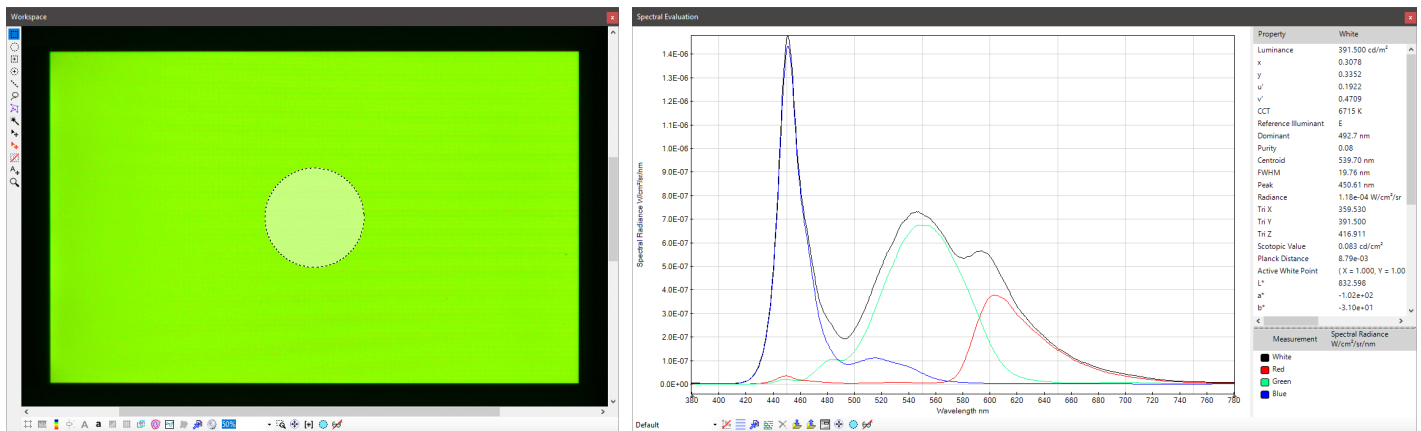 Workspace
x
50%
Spectral Evaluation
x
Spectral Radiance W/cm²/sr/nm
1.4E-06
1.3E-06
1.2E-06
1.1E-06
1.0E-06
9.0E-07
8.0E-07
7.0E-07
6.0E-07
5.0E-07
4.0E-07
3.0E-07
2.0E-07
1.0E-07
0.0E+00
380 400 420 440 460 480 500 520 540 560 580 600 620 640 660 680 700 720 740 760 780
Wavelength nm
Default
Property White
Luminance 391.500 cd/m²
x 0.3078
y 0.3352
u' 0.1922
v' 0.4709
CCT 6715 K
Reference Illuminant E
Dominant 492.7 nm
Purity 0.08
Centroid 539.70 nm
FWHM 19.76 nm
Peak 450.61 nm
Radiance 1.18e-04 W/cm²/sr
Tri X 359.530
Tri Y 391.500
Tri Z 416.911
Scotopic Value 0.083 cd/cm²
Planck Distance 8.79e-03
Active White Point ( X = 1.000, Y = 1.00
L* 832.598
a* -1.02e+02
b* -3.10e+01
Measurement Spectral Radiance
W/cm²/sr/nm
White
Red
Green
Blue